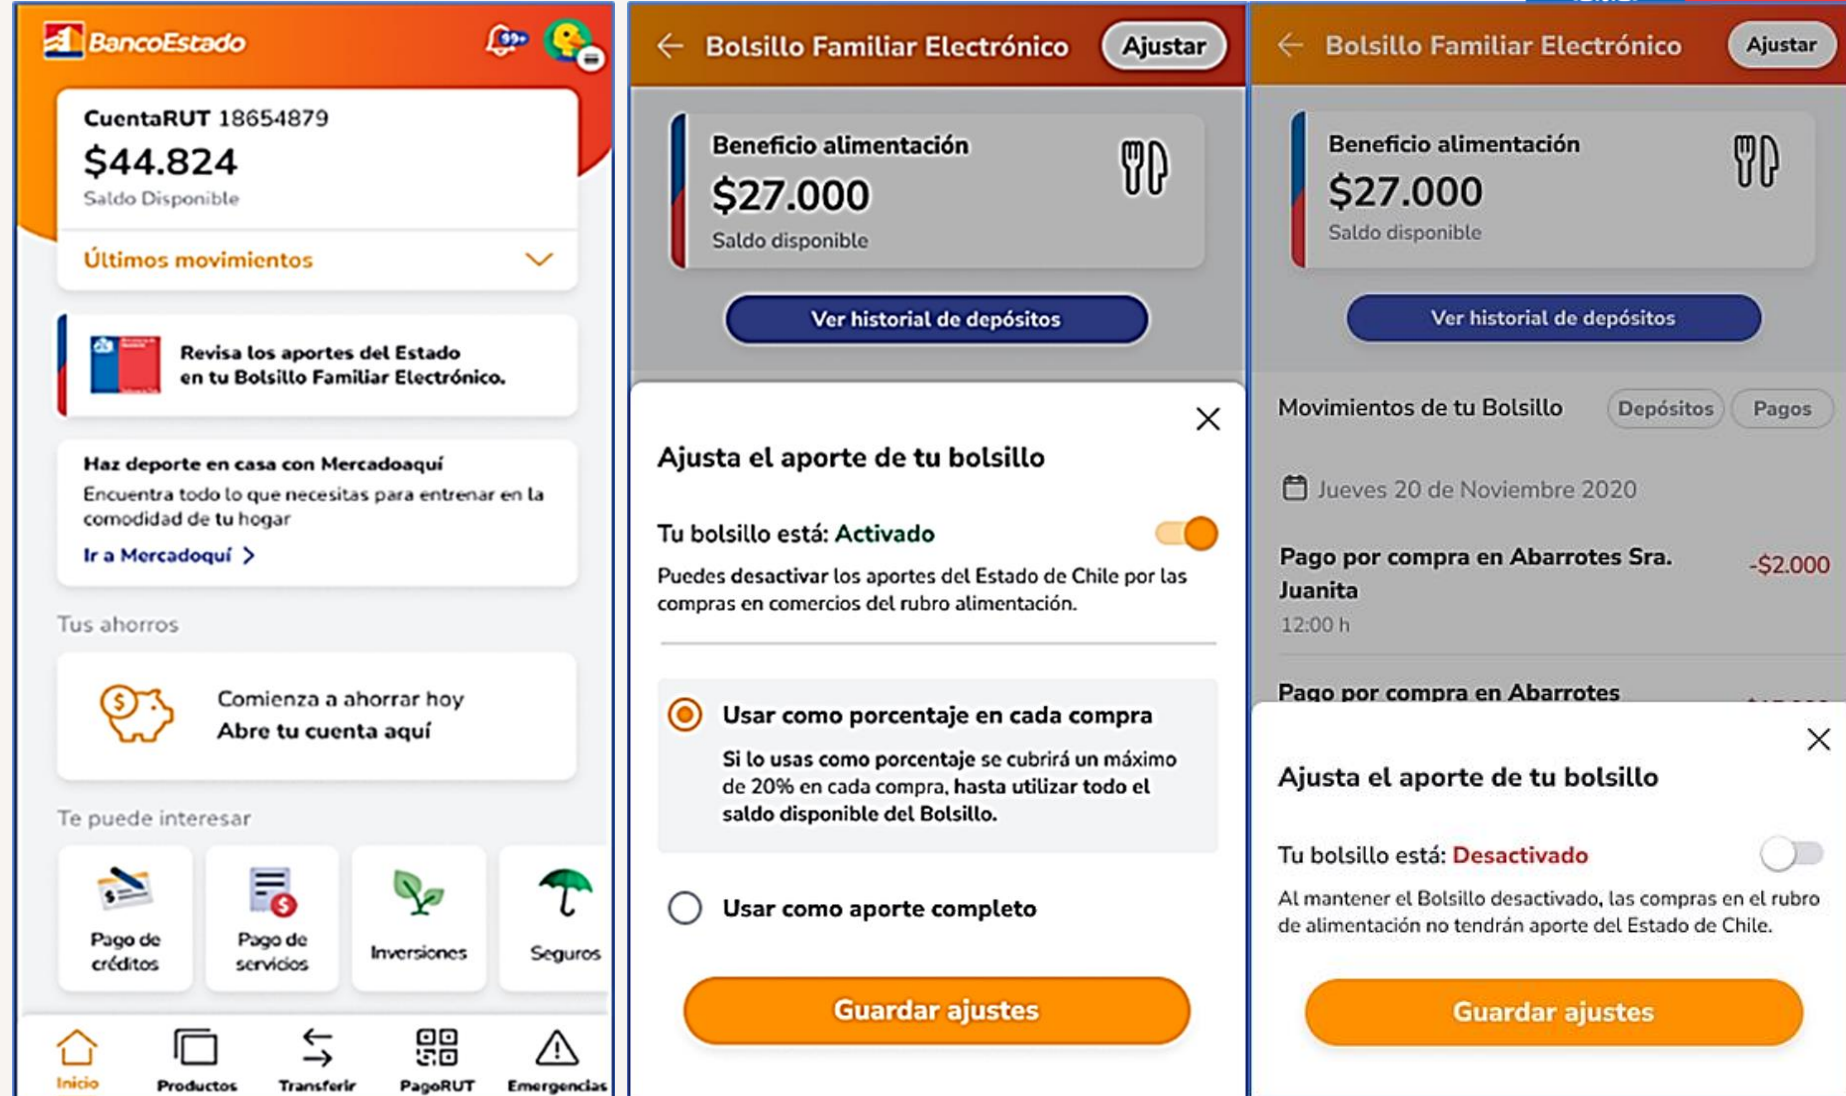 BancoEstado
99+
CuentaRUT 18654879
$44.824
Saldo Disponible
Últimos movimientos
Revisa los aportes del Estado
en tu Bolsillo Familiar Electrónico.
Haz deporte en casa con Mercadoaquí
Encuentra todo lo que necesitas para entrenar en la
comodidad de tu hogar
Ir a Mercadoquí >
Tus ahorros
Comienza a ahorrar hoy
Abre tu cuenta aquí
Te puede interesar
Pago de
créditos
Pago de
servicios
Inversiones
Seguros
Inicio
Productos
Transferir
PagoRUT
Emergencias
Bolsillo Familiar Electrónico
Ajustar
Beneficio alimentación
$27.000
Saldo disponible
Ver historial de depósitos
Ajusta el aporte de tu bolsillo
Tu bolsillo está: Activado
Puedes desactivar los aportes del Estado de Chile por las
compras en comercios del rubro alimentación.
Usar como porcentaje en cada compra
Si lo usas como porcentaje se cubrirá un máximo
de 20% en cada compra, hasta utilizar todo el
saldo disponible del Bolsillo.
Usar como aporte completo
Guardar ajustes
Bolsillo Familiar Electrónico
Ajustar
Beneficio alimentación
$27.000
Saldo disponible
Ver historial de depósitos
Movimientos de tu Bolsillo
Depósitos
Pagos
Jueves 20 de Noviembre 2020
Pago por compra en Abarrotes Sra.
Juanita
-$2.000
12:00 h
Pago por compra en Abarrotes
Ajusta el aporte de tu bolsillo
Tu bolsillo está: Desactivado
Al mantener el Bolsillo desactivado, las compras en el rubro
de alimentación no tendrán aporte del Estado de Chile.
Guardar ajustes